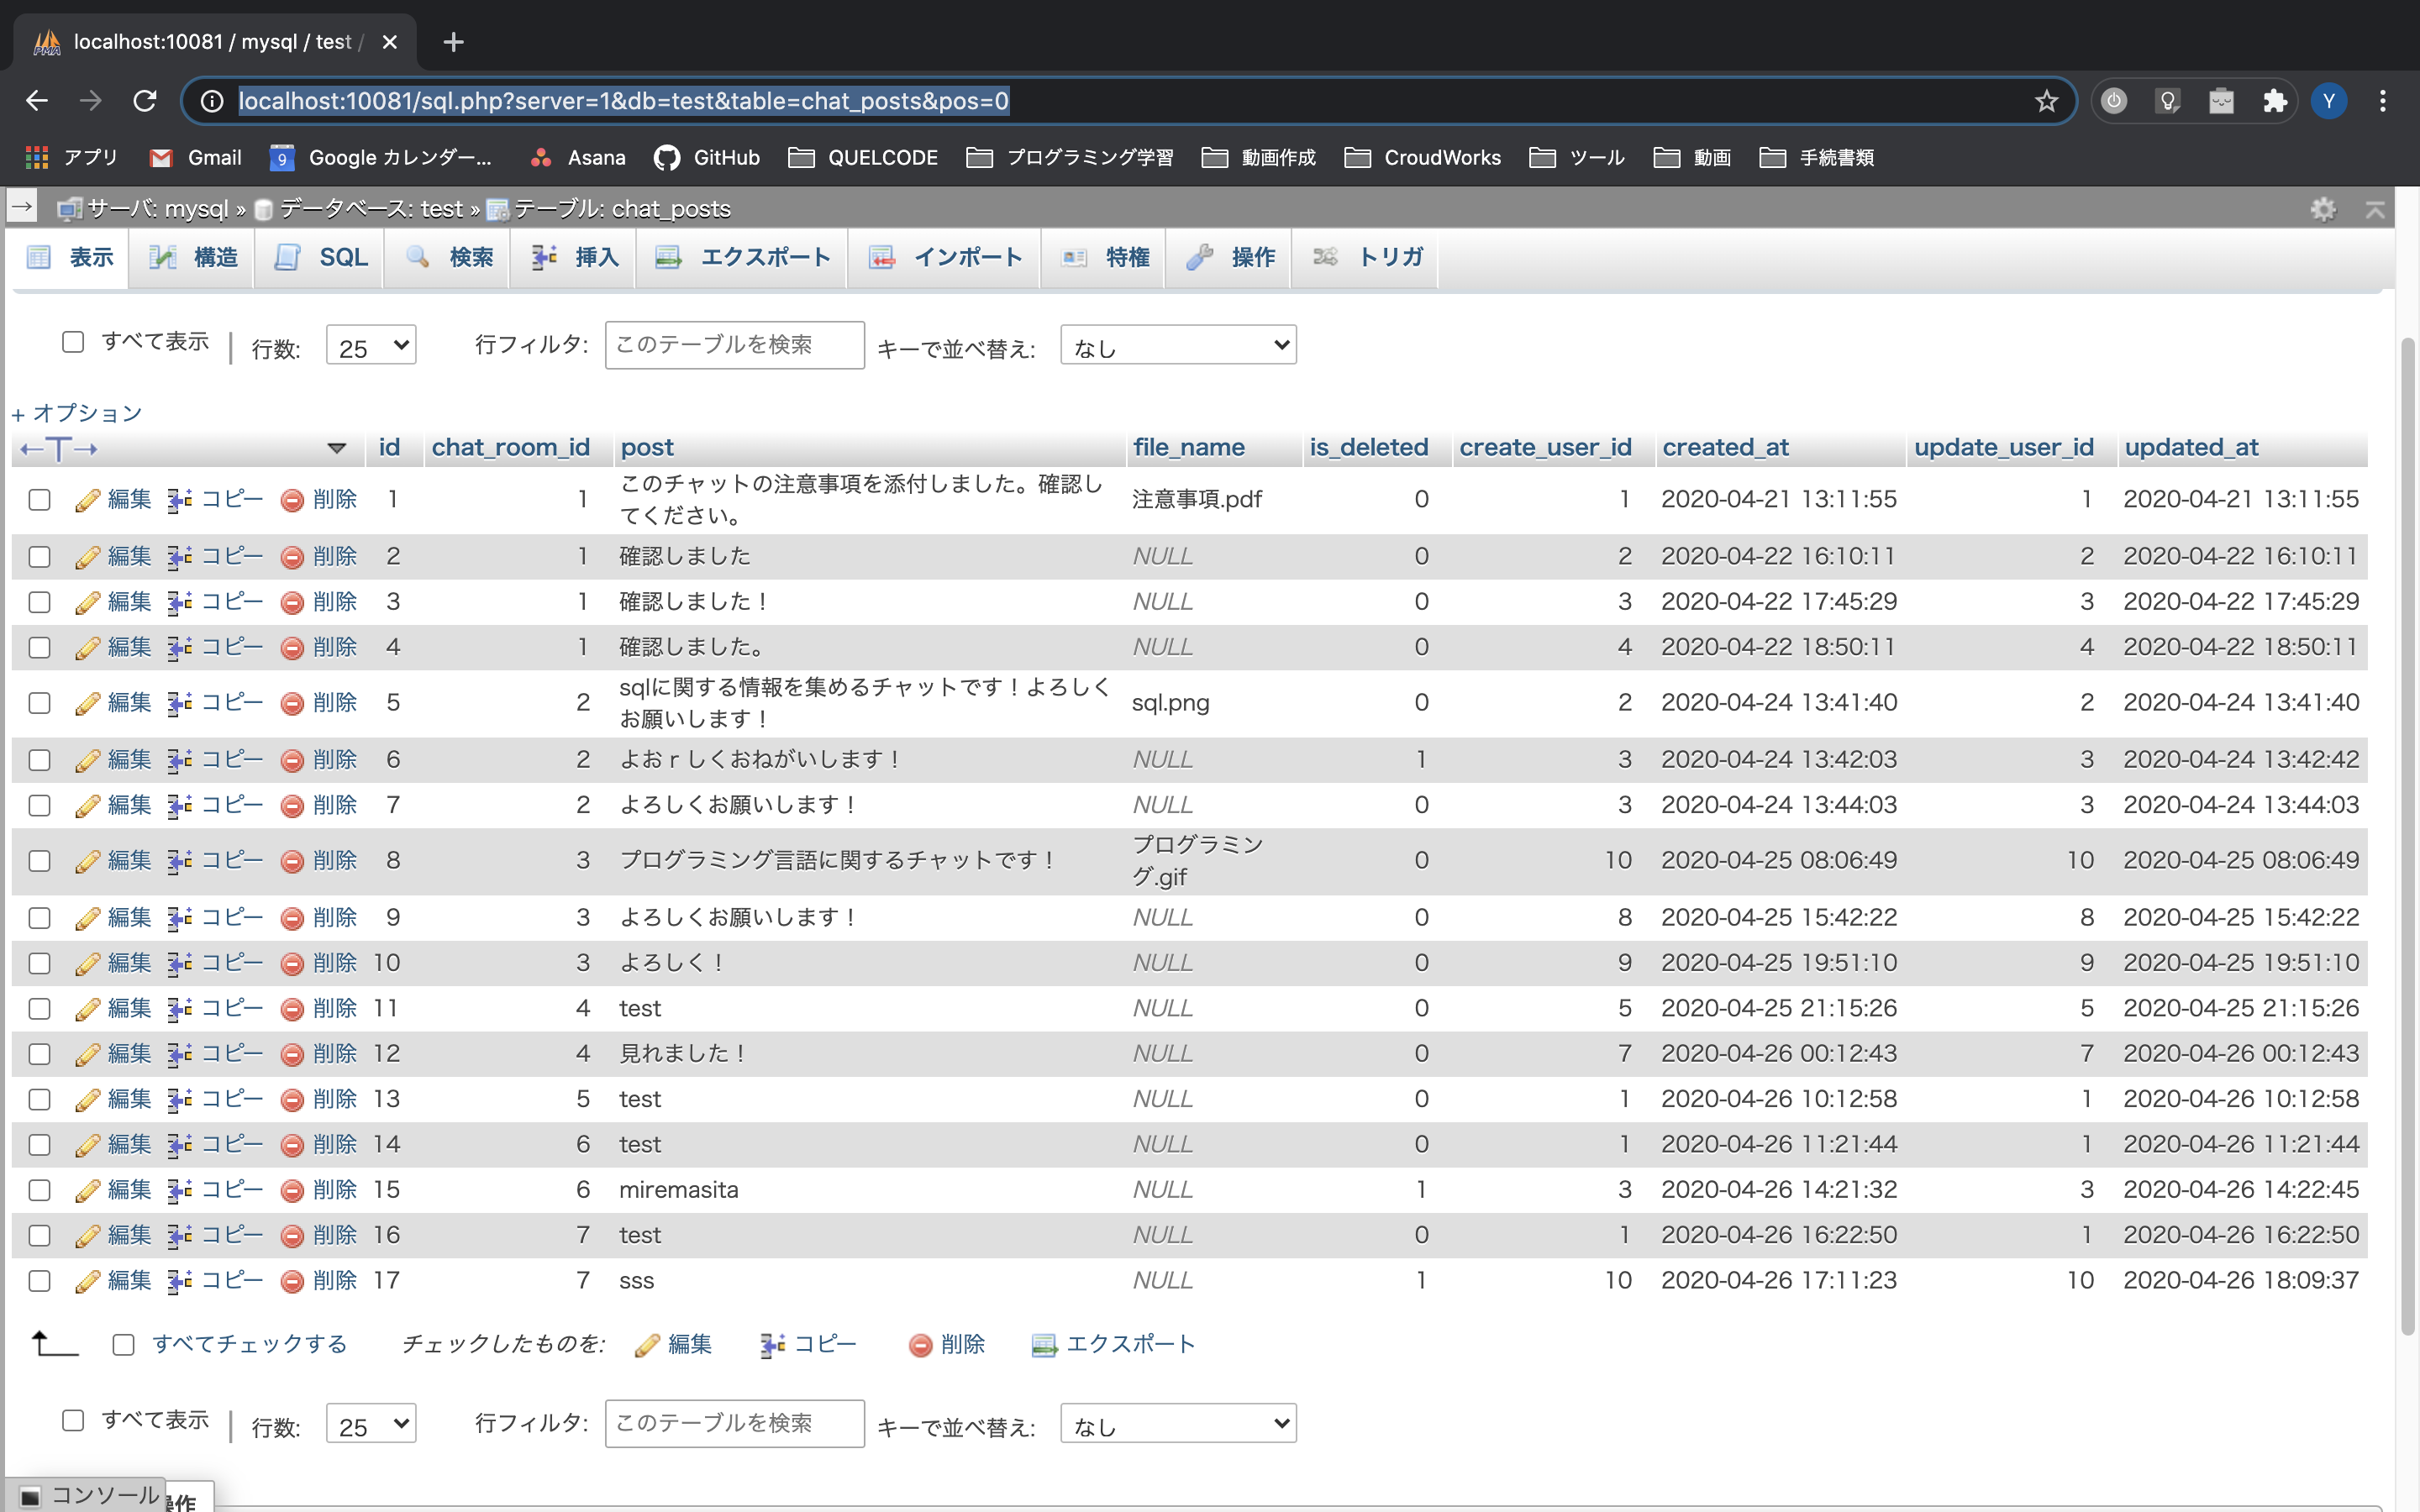 localhost:10081 / mysql / test /
localhost:10081/sql.php?server=1&db=test&table=chat_posts&pos=0
Y
アプリ Gmail 9 Google カレンダー... Asana GitHub QUELCODE プログラミング学習 動画作成 CroudWorks ツール 動画 手続書類
サーバ: mysql » データベース: test » テーブル: chat_posts
表示 構造 SQL 検索 挿入 エクスポート インポート 特権 操作 トリガ
すべて表示 行数: 25 行フィルタ: このテーブルを検索 キーで並べ替え: なし
+ オプション
←T→ id chat_room_id post file_name is_deleted create_user_id created_at update_user_id updated_at
編集 コピー 削除 1 1 このチャットの注意事項を添付しました。確認し
てください。 注意事項.pdf 0 1 2020-04-21 13:11:55 1 2020-04-21 13:11:55
編集 コピー 削除 2 1 確認しました NULL 0 2 2020-04-22 16:10:11 2 2020-04-22 16:10:11
編集 コピー 削除 3 1 確認しました！ NULL 0 3 2020-04-22 17:45:29 3 2020-04-22 17:45:29
編集 コピー 削除 4 1 確認しました。 NULL 0 4 2020-04-22 18:50:11 4 2020-04-22 18:50:11
編集 コピー 削除 5 2 sqlに関する情報を集めるチャットです！よろしく
お願いします！ sql.png 0 2 2020-04-24 13:41:40 2 2020-04-24 13:41:40
編集 コピー 削除 6 2 よおｒしくおねがいします！ NULL 1 3 2020-04-24 13:42:03 3 2020-04-24 13:42:42
編集 コピー 削除 7 2 よろしくお願いします！ NULL 0 3 2020-04-24 13:44:03 3 2020-04-24 13:44:03
編集 コピー 削除 8 3 プログラミング言語に関するチャットです！ プログラミン
グ.gif 0 10 2020-04-25 08:06:49 10 2020-04-25 08:06:49
編集 コピー 削除 9 3 よろしくお願いします！ NULL 0 8 2020-04-25 15:42:22 8 2020-04-25 15:42:22
編集 コピー 削除 10 3 よろしく！ NULL 0 9 2020-04-25 19:51:10 9 2020-04-25 19:51:10
編集 コピー 削除 11 4 test NULL 0 5 2020-04-25 21:15:26 5 2020-04-25 21:15:26
編集 コピー 削除 12 4 見れました！ NULL 0 7 2020-04-26 00:12:43 7 2020-04-26 00:12:43
編集 コピー 削除 13 5 test NULL 0 1 2020-04-26 10:12:58 1 2020-04-26 10:12:58
編集 コピー 削除 14 6 test NULL 0 1 2020-04-26 11:21:44 1 2020-04-26 11:21:44
編集 コピー 削除 15 6 miremasita NULL 1 3 2020-04-26 14:21:32 3 2020-04-26 14:22:45
編集 コピー 削除 16 7 test NULL 0 1 2020-04-26 16:22:50 1 2020-04-26 16:22:50
編集 コピー 削除 17 7 sss NULL 1 10 2020-04-26 17:11:23 10 2020-04-26 18:09:37
すべてチェックする チェックしたものを: 編集 コピー 削除 エクスポート
すべて表示 行数: 25 行フィルタ: このテーブルを検索 キーで並べ替え: なし
コンソール
操作